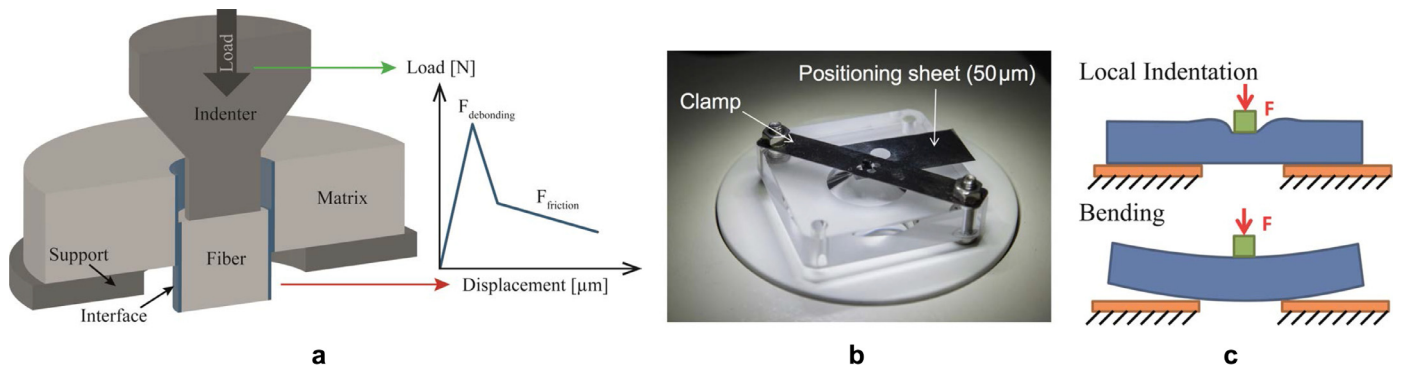 Load
Indenter
Matrix
Support
Fiber
Interface
Load [N]
F debonding
F friction
Displacement [µm]
a
Positioning sheet (50µm)
Clamp
b
Local Indentation
F
Bending
F
c